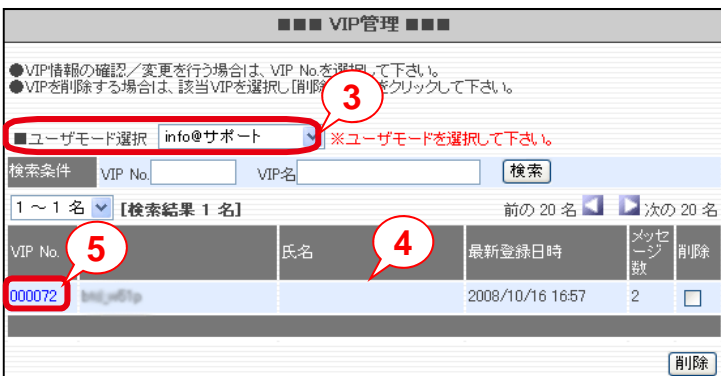 ■■■ VIP管理 ■■■
●VIP情報の確認／変更を行う場合は、VIP No.を選択して下さい。
●VIPを削除する場合は、該当VIPを選択し[削除 をクリックして下さい。
3
■ユーザモード選択 info@サポート ※ユーザモードを選択して下さい。
検索条件 VIP No. VIP名 検索
1～1名 [検索結果 1 名] 前の 20 名 次の 20 名
VIP No. 5 氏名 4 最新登録日時 メッセージ数 削除
000072 2008/10/16 16:57 2
削除